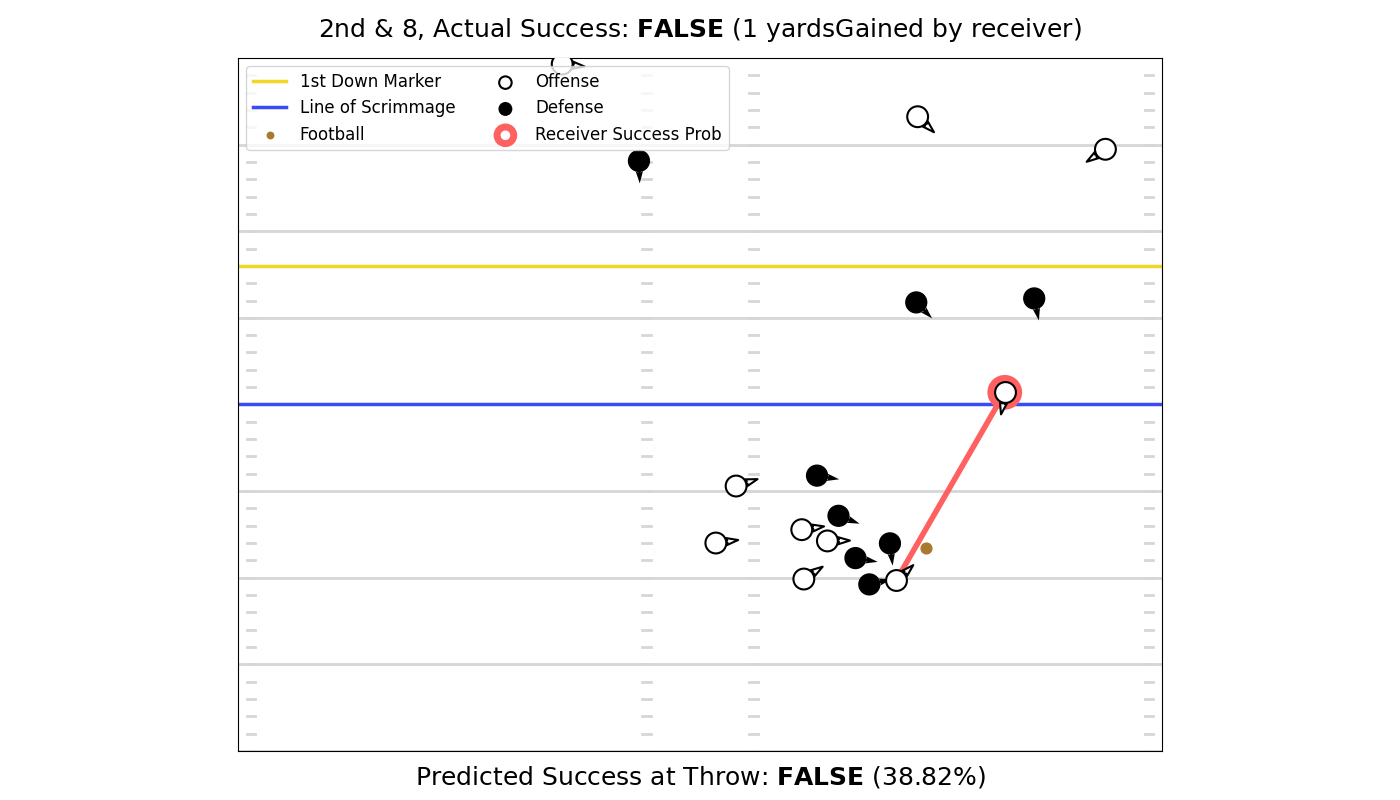 2nd & 8, Actual Success: FALSE (1 yardsGained by receiver)
1st Down Marker
Line of Scrimmage
Football
Offense
Defense
Receiver Success Prob
Predicted Success at Throw: FALSE (38.82%)